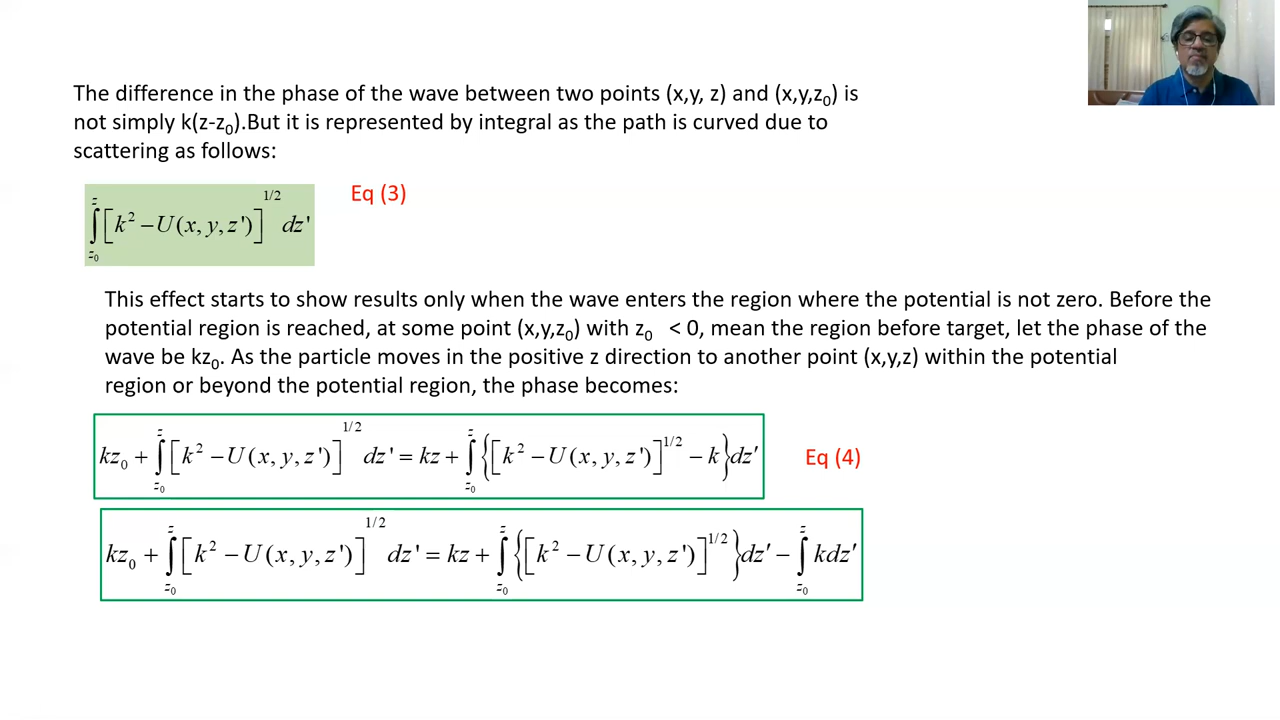 The difference in the phase of the wave between two points (x,y, z) and (x,y,z₀) is
not simply k(z-z₀).But it is represented by integral as the path is curved due to
scattering as follows:
∫_{z₀}^{z} [k² − U(x, y, z')]^{1/2} dz' Eq (3)
This effect starts to show results only when the wave enters the region where the potential is not zero. Before the
potential region is reached, at some point (x,y,z₀) with z₀ < 0, mean the region before target, let the phase of the
wave be kz₀. As the particle moves in the positive z direction to another point (x,y,z) within the potential
region or beyond the potential region, the phase becomes:
kz₀ + ∫_{z₀}^{z} [k² − U(x, y, z')]^{1/2} dz' = kz + ∫_{z₀}^{z} {[k² − U(x, y, z')]^{1/2} − k}dz′ Eq (4)
kz₀ + ∫_{z₀}^{z} [k² − U(x, y, z')]^{1/2} dz' = kz + ∫_{z₀}^{z} {[k² − U(x, y, z')]^{1/2}}dz′ − ∫_{z₀}^{z} kdz′